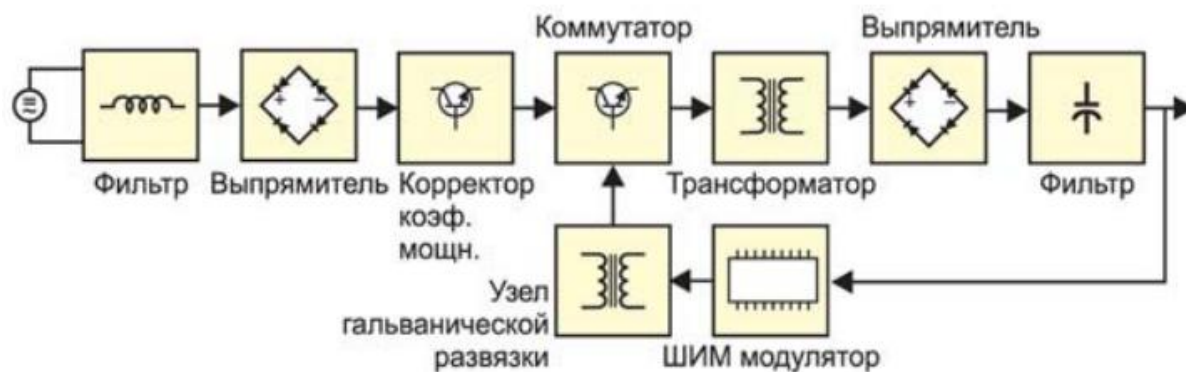 Коммутатор
Выпрямитель
Фильтр
Выпрямитель
Корректор
коэф.
мощн.
Трансформатор
Фильтр
Узел
гальванической
развязки
ШИМ модулятор